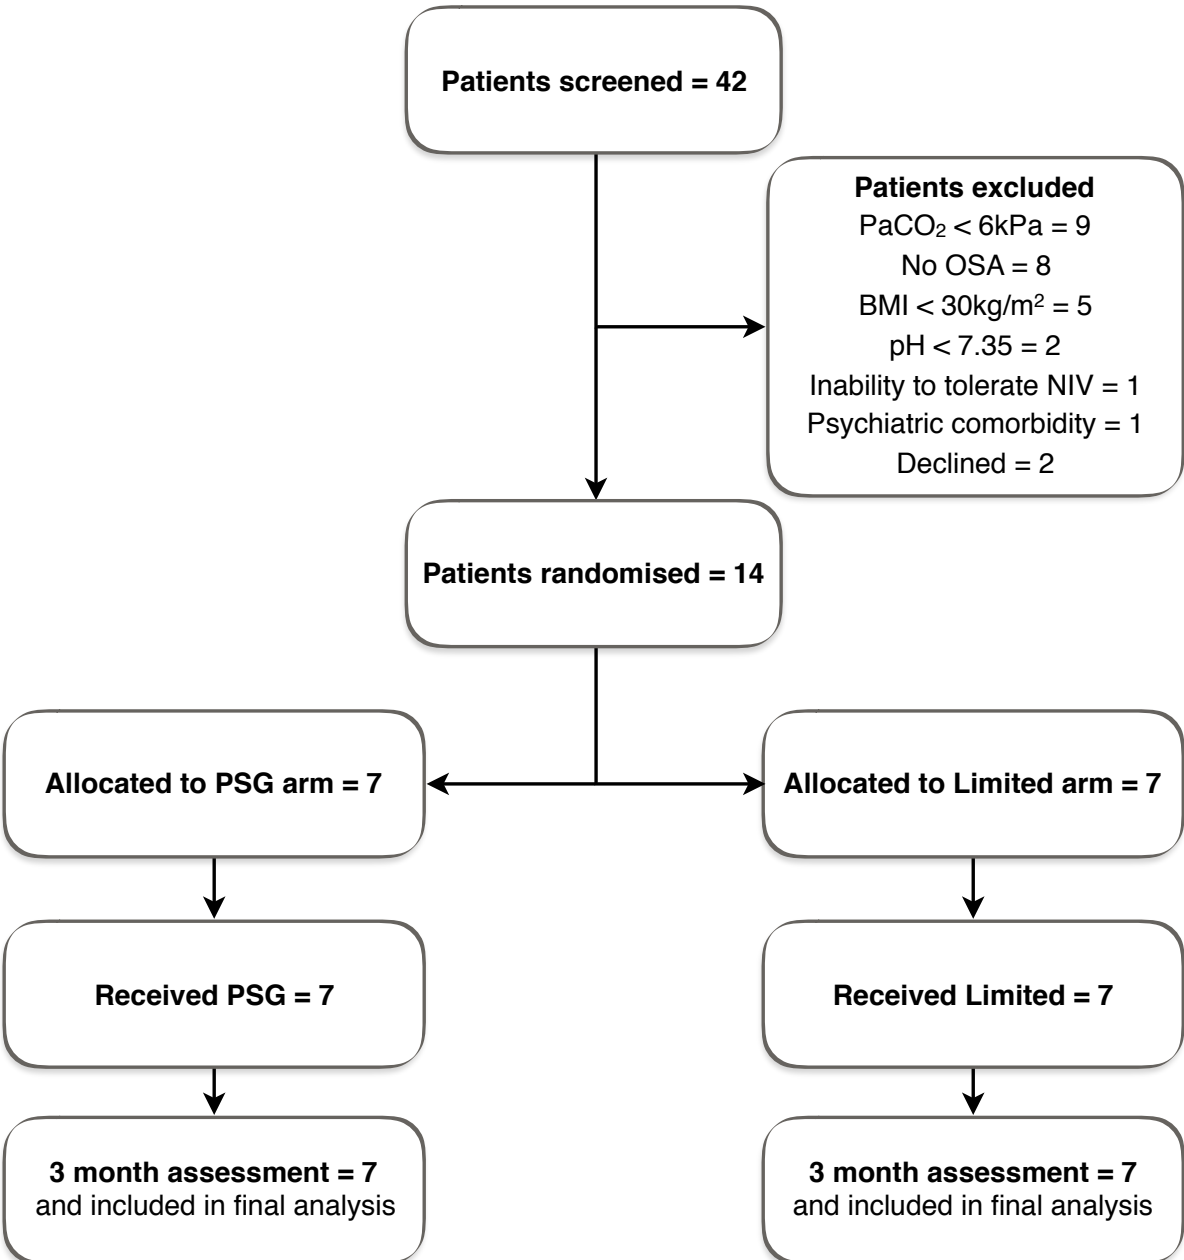 Patients screened = 42
Patients excluded
PaCO₂ < 6kPa = 9
No OSA = 8
BMI < 30kg/m² = 5
pH < 7.35 = 2
Inability to tolerate NIV = 1
Psychiatric comorbidity = 1
Declined = 2
Patients randomised = 14
Allocated to PSG arm = 7
Allocated to Limited arm = 7
Received PSG = 7
Received Limited = 7
3 month assessment = 7
and included in final analysis
3 month assessment = 7
and included in final analysis